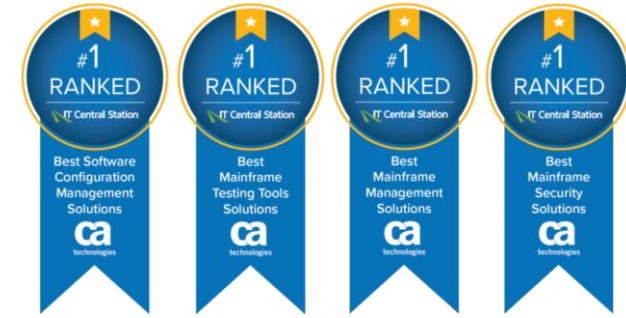 #1
RANKED
IT Central Station
Best Software
Configuration
Management
Solutions
ca
technologies
#1
RANKED
IT Central Station
Best
Mainframe
Testing Tools
Solutions
ca
technologies
#1
RANKED
IT Central Station
Best
Mainframe
Management
Solutions
ca
technologies
#1
RANKED
IT Central Station
Best
Mainframe
Security
Solutions
ca
technologies